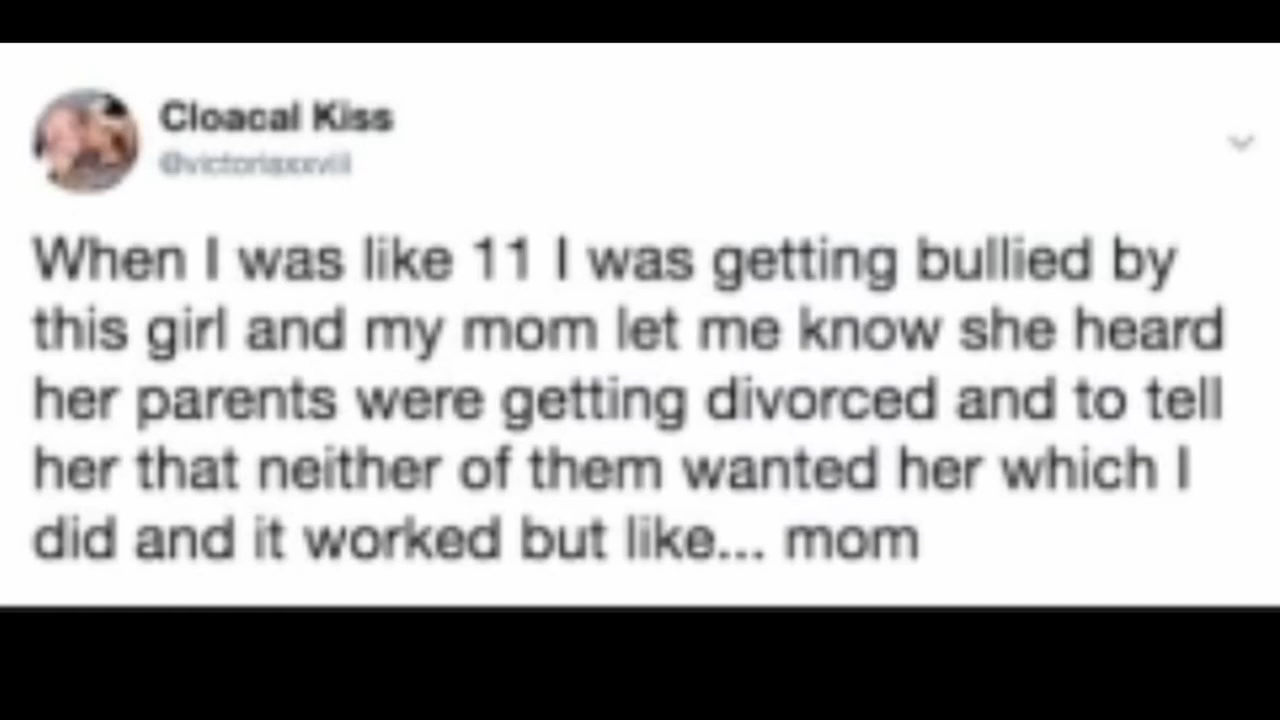 Cloacal Kiss
@victoriaxxviii
When I was like 11 I was getting bullied by
this girl and my mom let me know she heard
her parents were getting divorced and to tell
her that neither of them wanted her which I
did and it worked but like... mom